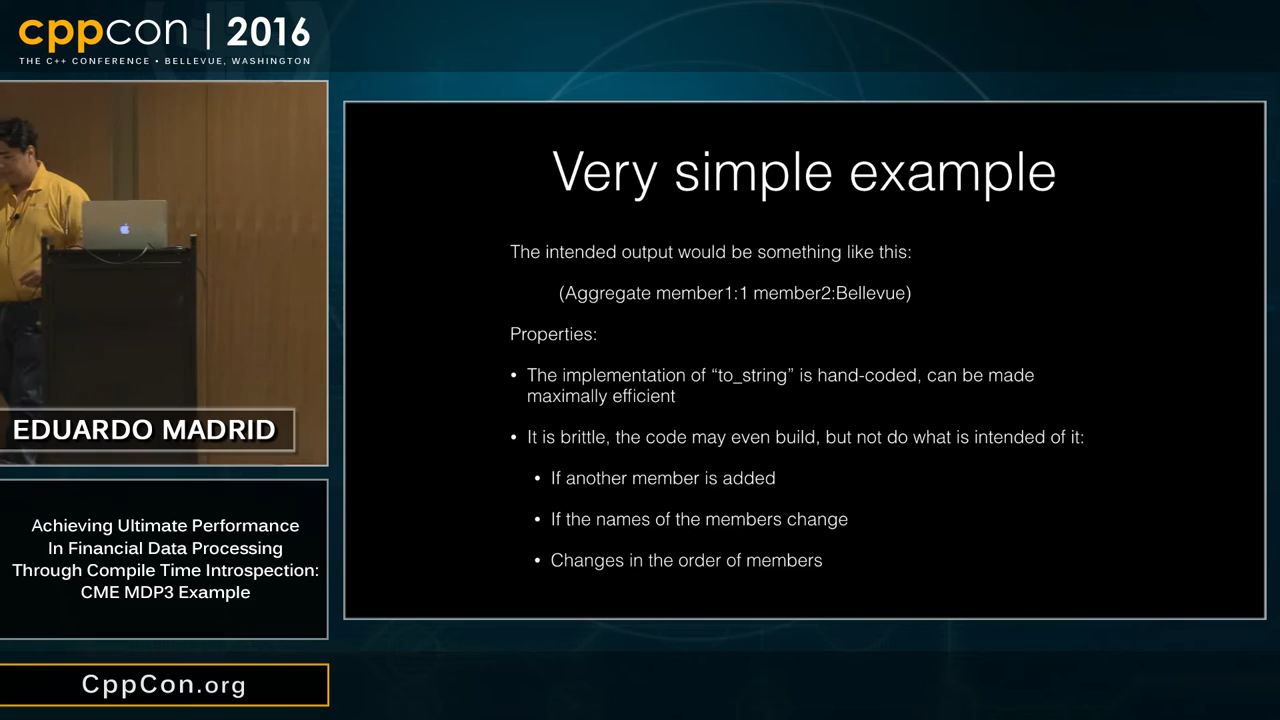 cppcon | 2016
THE C++ CONFERENCE • BELLEVUE, WASHINGTON
Very simple example
The intended output would be something like this:
(Aggregate member1:1 member2:Bellevue)
Properties:
• The implementation of “to_string” is hand-coded, can be made
maximally efficient
• It is brittle, the code may even build, but not do what is intended of it:
• If another member is added
• If the names of the members change
• Changes in the order of members
EDUARDO MADRID
Achieving Ultimate Performance
In Financial Data Processing
Through Compile Time Introspection:
CME MDP3 Example
CppCon.org